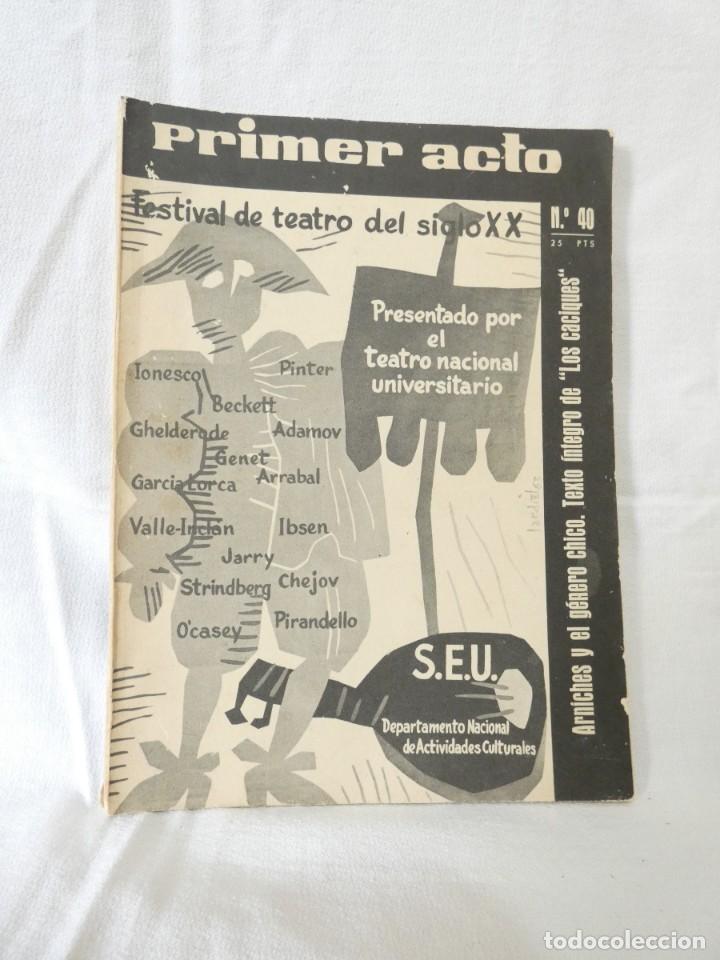 primer acto
Festival de teatro del siglo XX
N.º 40
25 PTS
Presentado por
el
teatro nacional
universitario
Ionesco
Pinter
Beckett
Ghelderode
Adamov
Genet
Garcia Lorca
Arrabal
Valle-Inclan
Ibsen
Jarry
Strindberg
Chejov
O'casey
Pirandello
S.E.U.
Departamento Nacional
de Actividades Culturales
Arniches y el género chico. Texto íntegro de "Los caciques"
todocoleccion